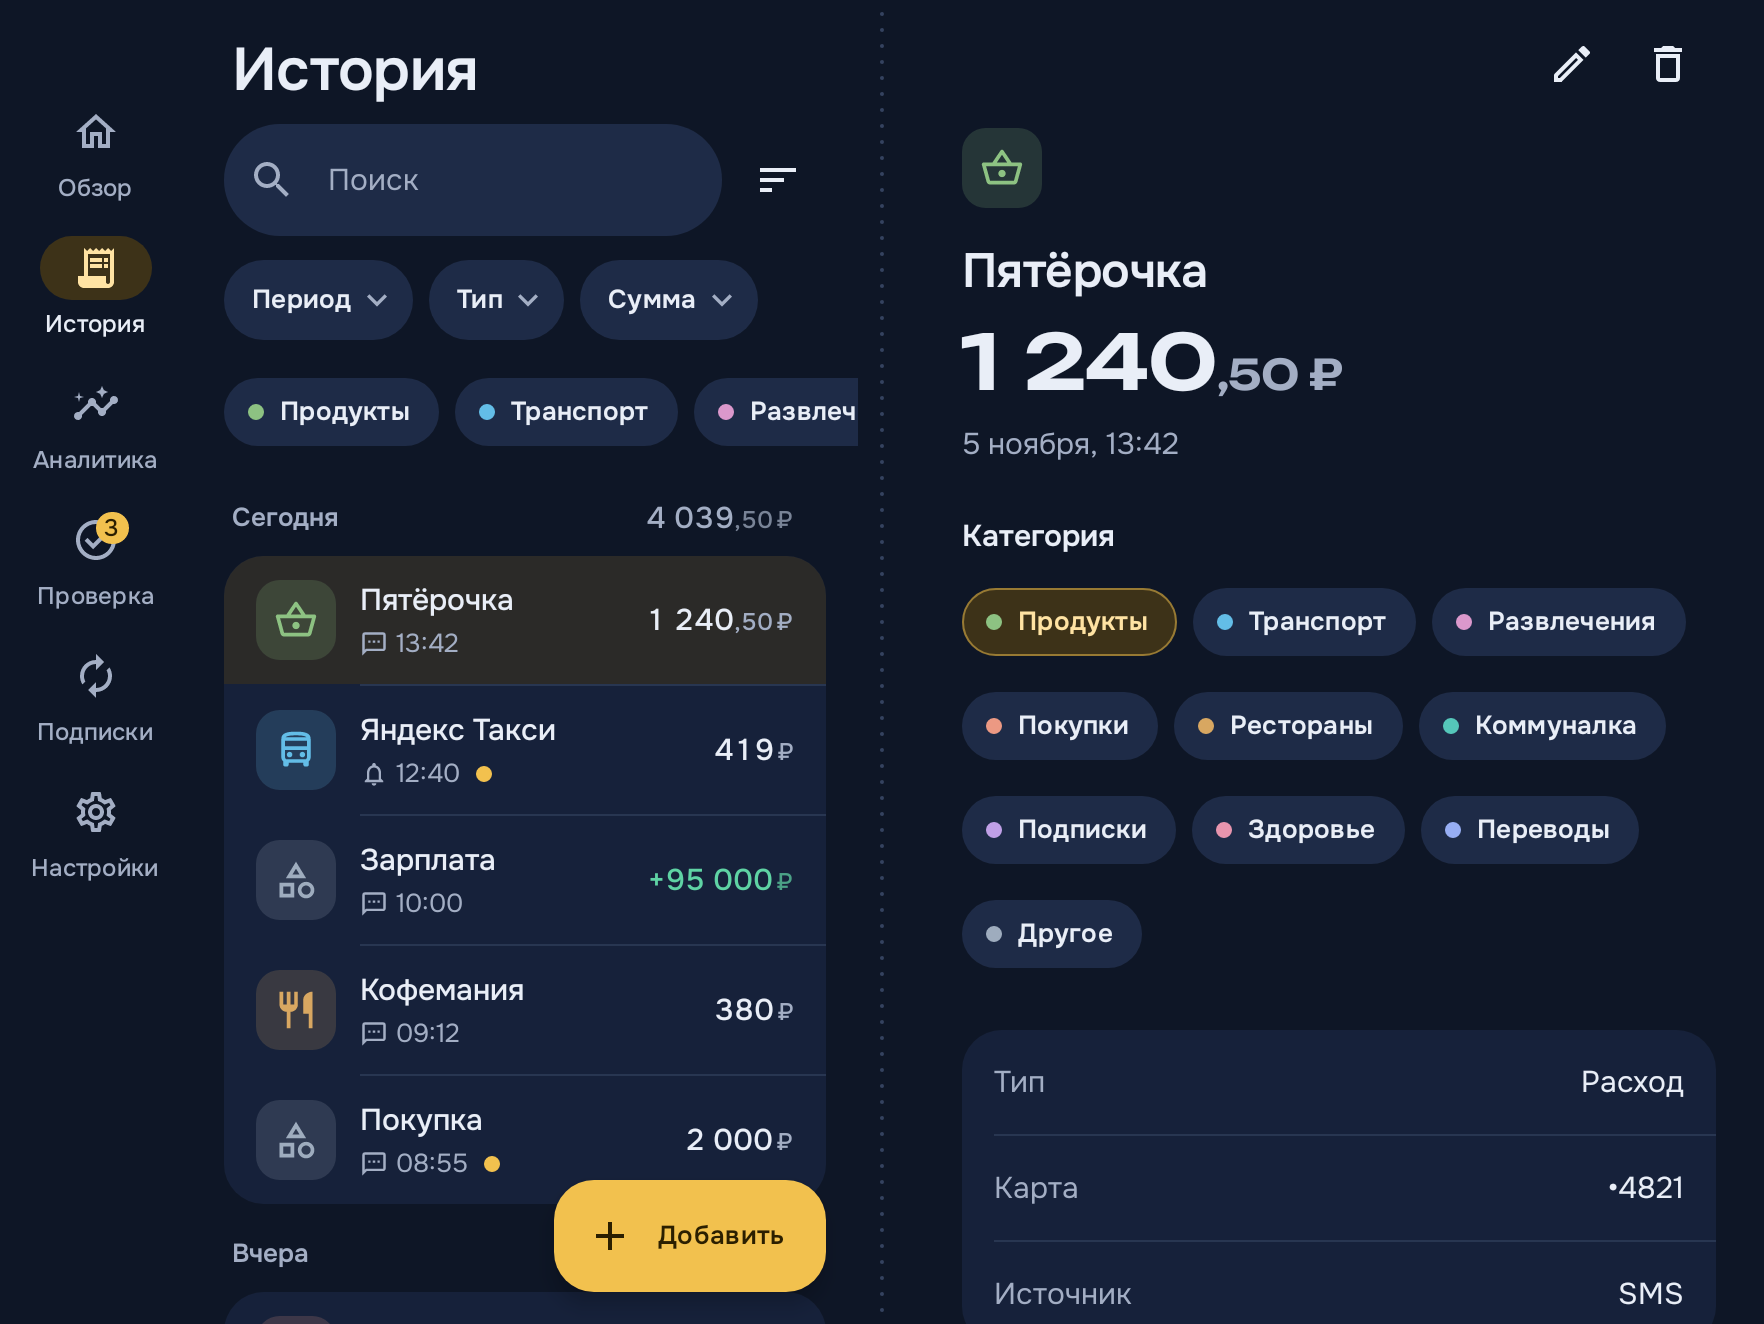 Обзор
История
Аналитика
3
Проверка
Подписки
Настройки
История
Поиск
Период
Тип
Сумма
Продукты
Транспорт
Развлеч
Сегодня
4 039,50 ₽
Пятёрочка
13:42
1 240,50 ₽
Яндекс Такси
12:40
419 ₽
Зарплата
10:00
+95 000 ₽
Кофемания
09:12
380 ₽
Покупка
08:55
2 000 ₽
Вчера
Добавить
Пятёрочка
1 240,50 ₽
5 ноября, 13:42
Категория
Продукты
Транспорт
Развлечения
Покупки
Рестораны
Коммуналка
Подписки
Здоровье
Переводы
Другое
Тип
Расход
Карта
•4821
Источник
SMS